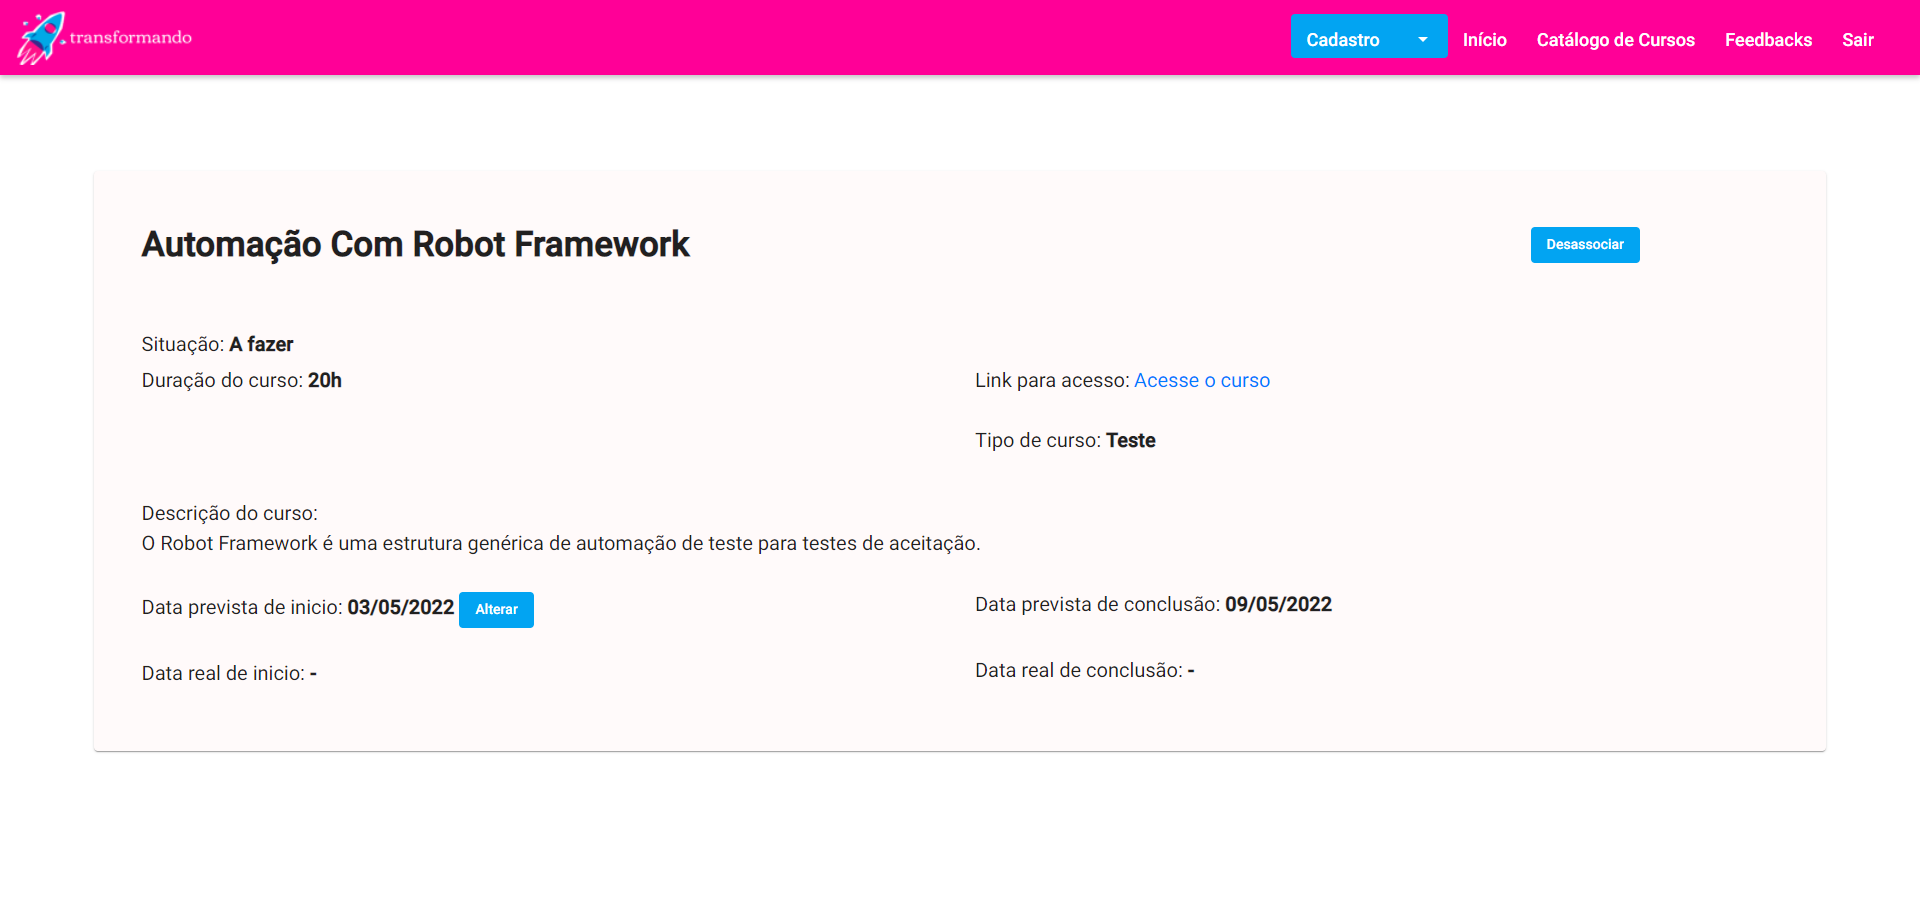 transformando
Cadastro
Início
Catálogo de Cursos
Feedbacks
Sair
Automação Com Robot Framework
Desassociar
Situação: A fazer
Duração do curso: 20h
Link para acesso: Acesse o curso
Tipo de curso: Teste
Descrição do curso:
O Robot Framework é uma estrutura genérica de automação de teste para testes de aceitação.
Data prevista de inicio: 03/05/2022 Alterar
Data prevista de conclusão: 09/05/2022
Data real de inicio: -
Data real de conclusão: -